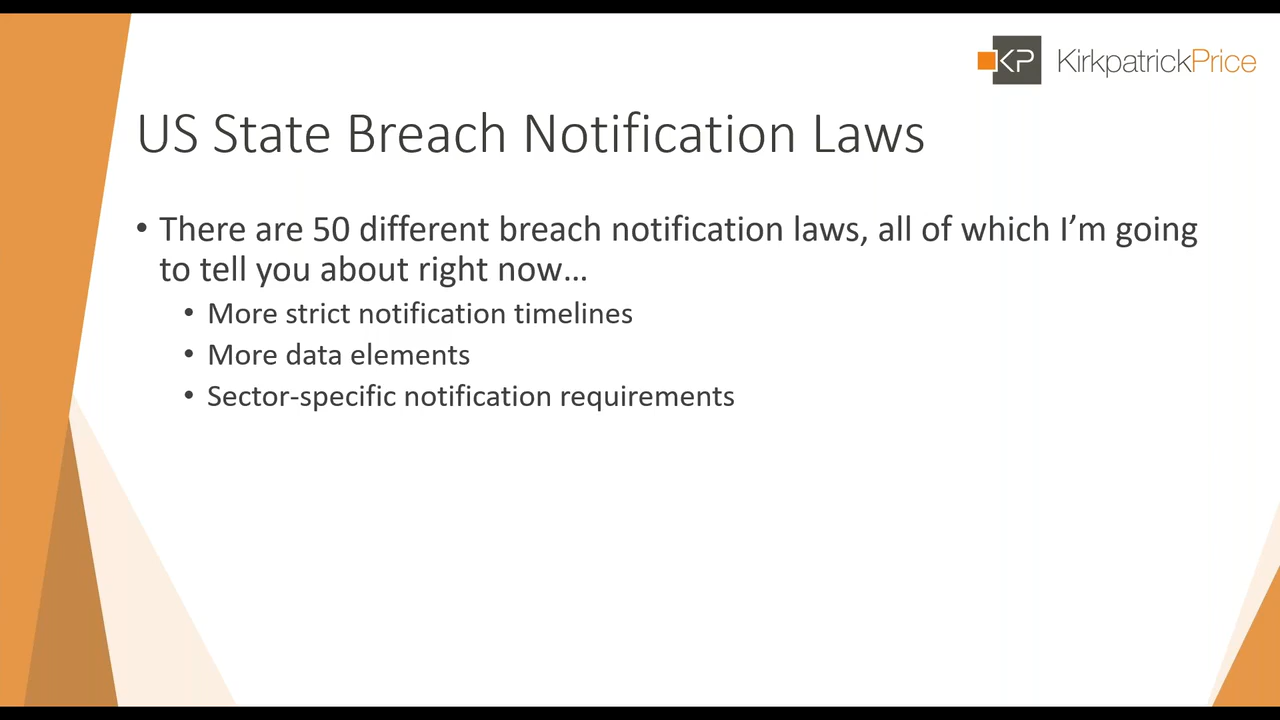 KP KirkpatrickPrice
US State Breach Notification Laws
• There are 50 different breach notification laws, all of which I’m going
to tell you about right now…
• More strict notification timelines
• More data elements
• Sector-specific notification requirements